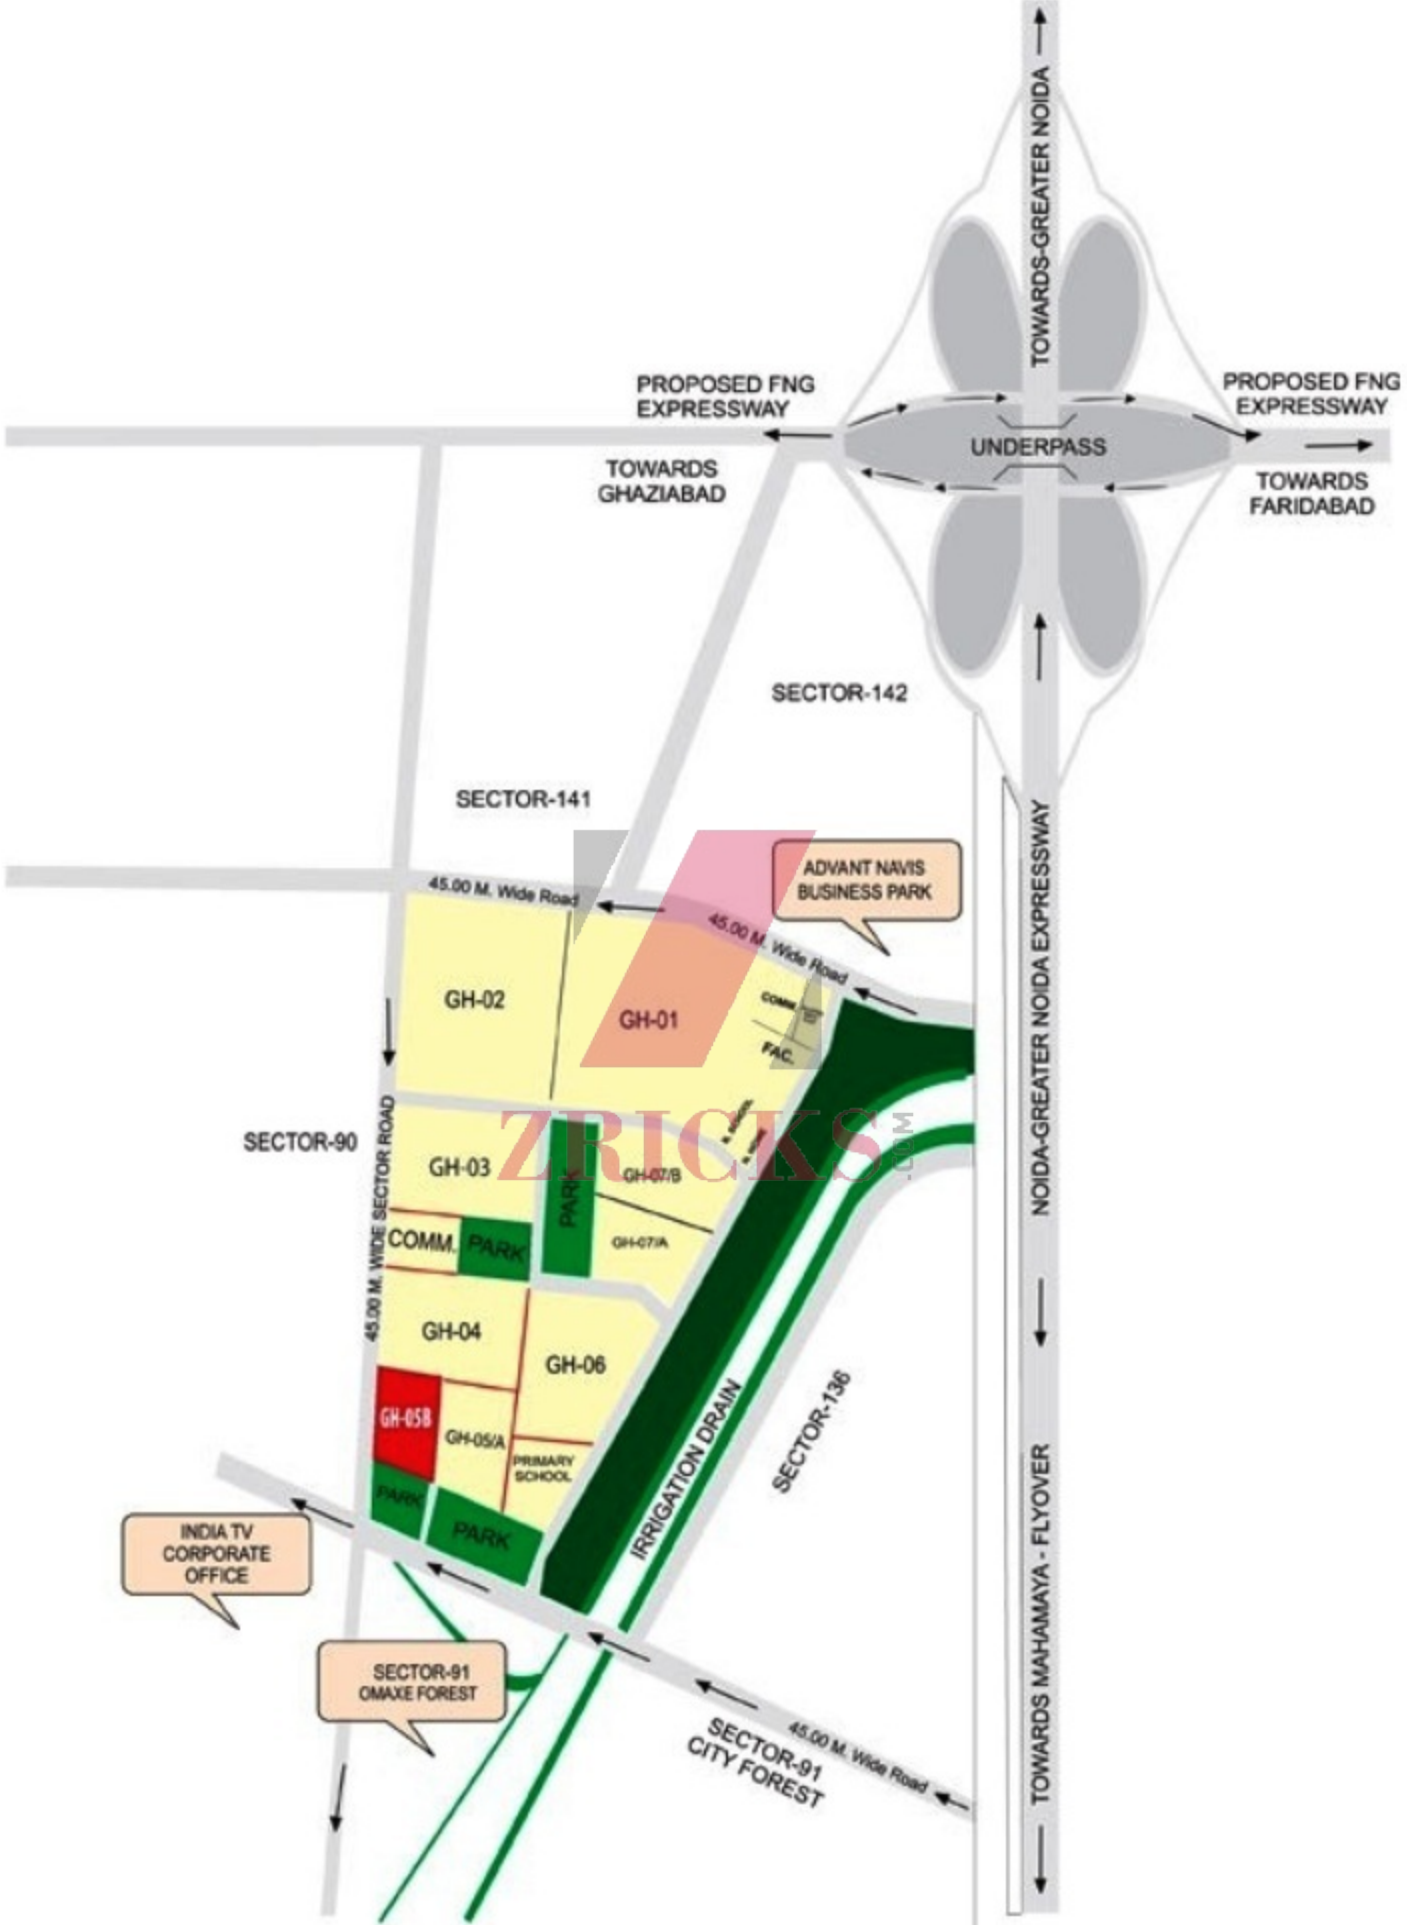 TOWARDS-GREATER NOIDA
PROPOSED FNG
EXPRESSWAY
PROPOSED FNG
EXPRESSWAY
UNDERPASS
TOWARDS
GHAZIABAD
TOWARDS
FARIDABAD
SECTOR-142
SECTOR-141
ADVANT NAVIS
BUSINESS PARK
45.00 M. Wide Road
45.00 M. Wide Road
NOIDA-GREATER NOIDA EXPRESSWAY
GH-02
GH-01
COMM.
FAC.
N. SCHOOL
N. HOME
ZRICKS
.COM
SECTOR-90
45.00 M. WIDE SECTOR ROAD
GH-03
PARK
GH-07/B
COMM.
PARK
GH-07/A
GH-04
GH-06
GH-05B
GH-05/A
PRIMARY
SCHOOL
PARK
PARK
IRRIGATION DRAIN
SECTOR-136
INDIA TV
CORPORATE
OFFICE
SECTOR-91
OMAXE FOREST
SECTOR-91
CITY FOREST
45.00 M. Wide Road
TOWARDS MAHAMAYA - FLYOVER